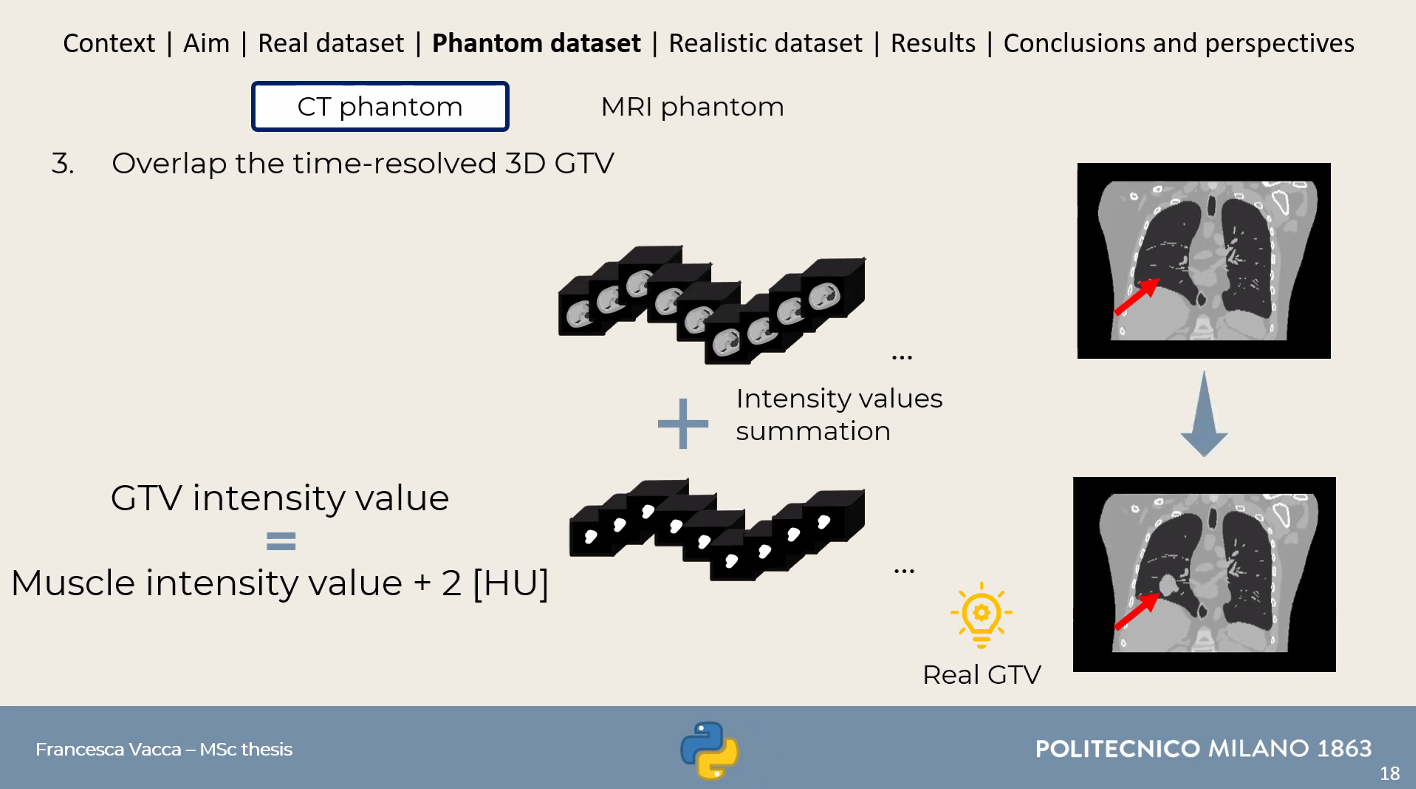 Context | Aim | Real dataset | Phantom dataset | Realistic dataset | Results | Conclusions and perspectives
CT phantom
MRI phantom
3. Overlap the time-resolved 3D GTV
...
Intensity values
summation
GTV intensity value
=
Muscle intensity value + 2 [HU]
...
Real GTV
Francesca Vacca – MSc thesis
POLITECNICO MILANO 1863
18